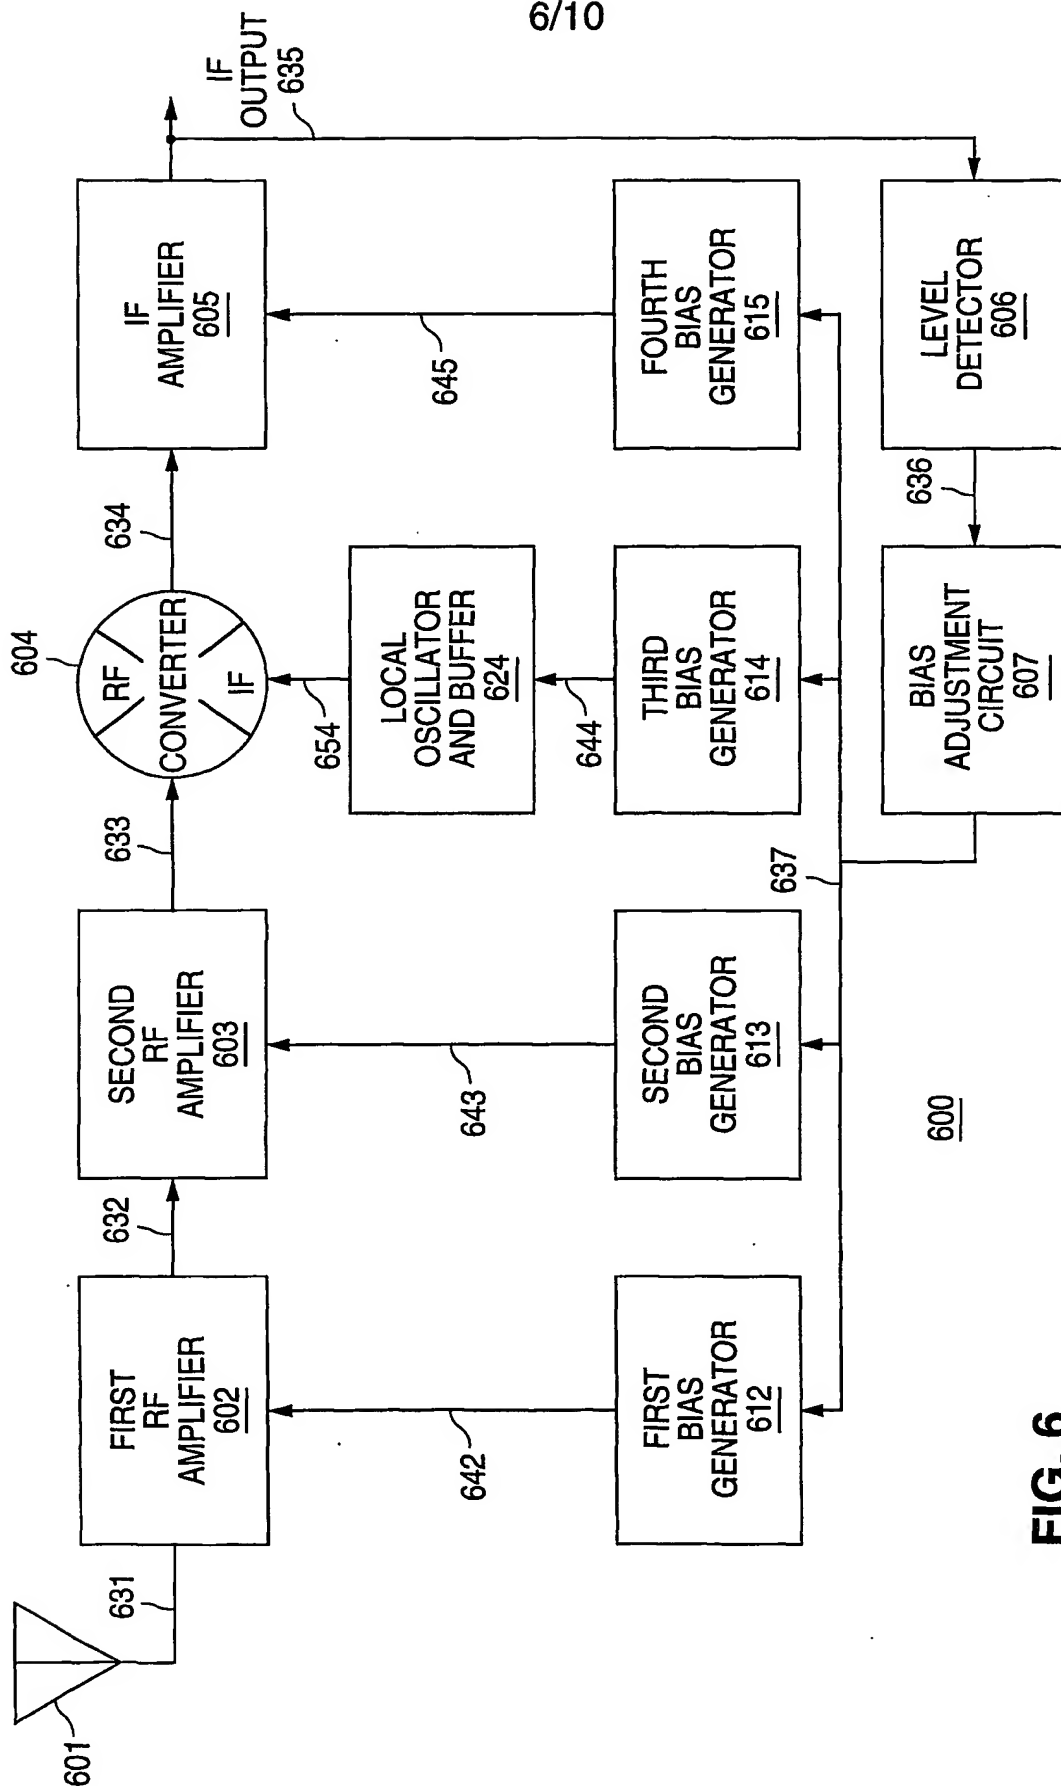 6/10
601
631
FIRST
RF
AMPLIFIER
602
632
SECOND
RF
AMPLIFIER
603
633
604
RF
CONVERTER
IF
634
IF
AMPLIFIER
605
IF
OUTPUT
635
642
643
654
LOCAL
OSCILLATOR
AND BUFFER
624
644
645
FIRST
BIAS
GENERATOR
612
SECOND
BIAS
GENERATOR
613
THIRD
BIAS
GENERATOR
614
FOURTH
BIAS
GENERATOR
615
637
BIAS
ADJUSTMENT
CIRCUIT
607
636
LEVEL
DETECTOR
606
600
FIG. 6